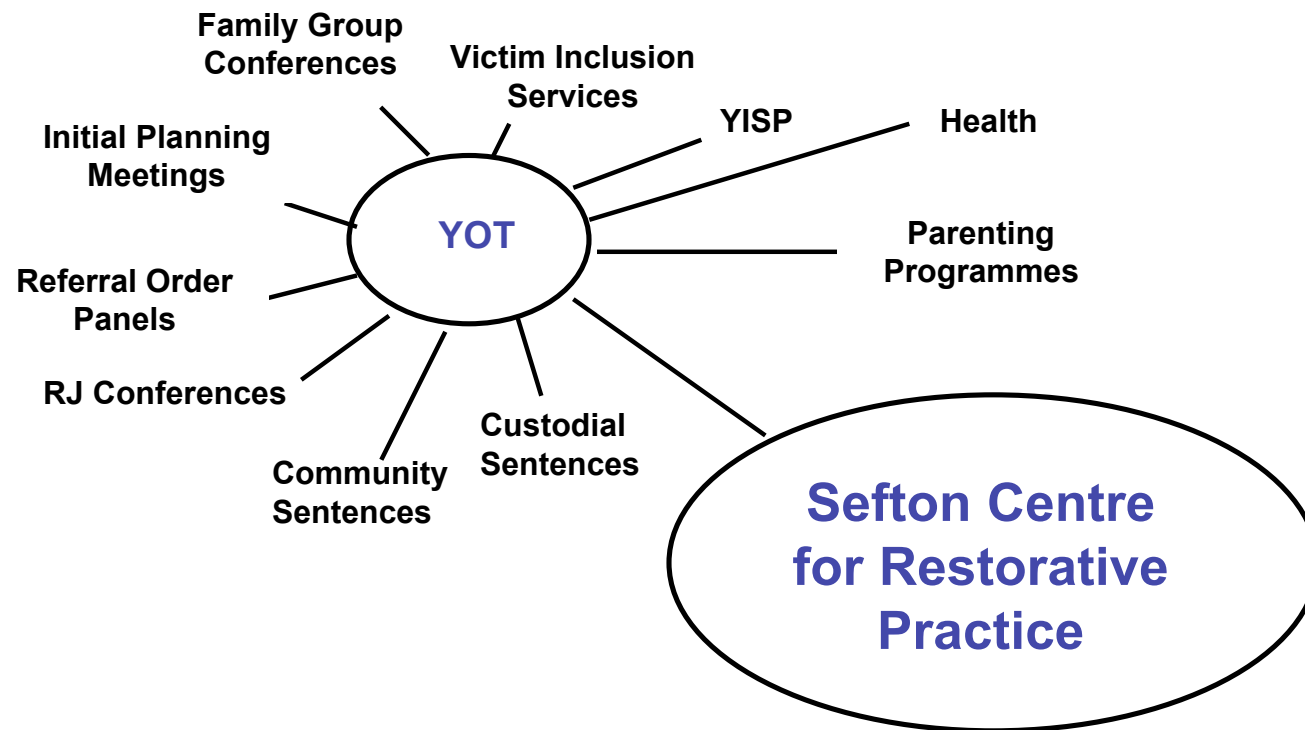 Family Group
Conferences
Victim Inclusion
Services
YISP
Health
Initial Planning
Meetings
YOT
Parenting
Programmes
Referral Order
Panels
RJ Conferences
Custodial
Sentences
Community
Sentences
Sefton Centre
for Restorative
Practice